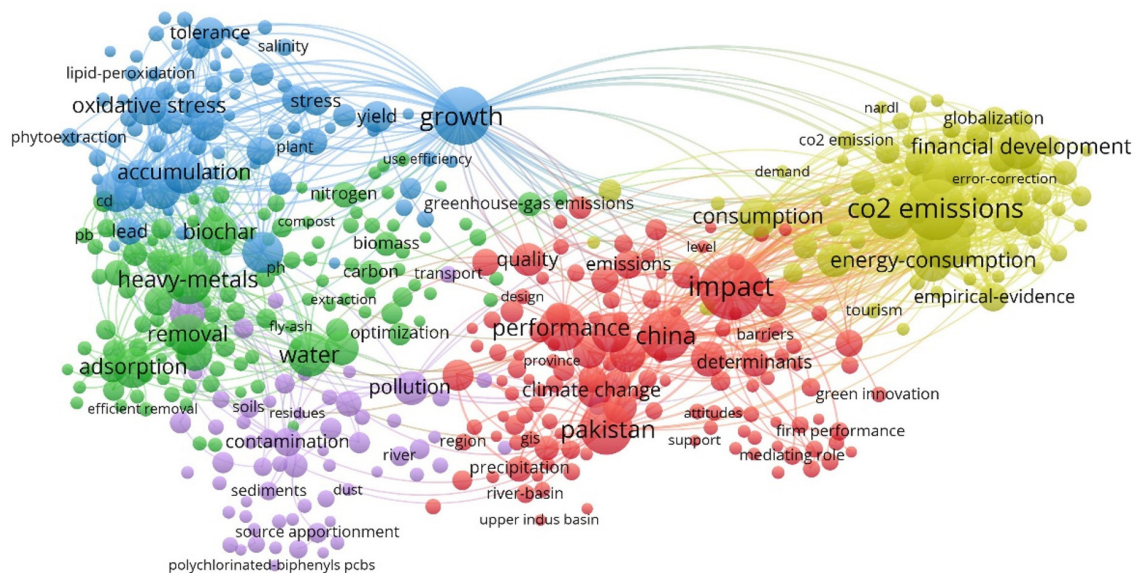 tolerance
salinity
lipid-peroxidation
oxidative stress
stress
yield
growth
phytoextraction
plant
use efficiency
accumulation
nitrogen
cd
lead
biochar
compost
greenhouse-gas emissions
pb
ph
biomass
heavy-metals
carbon
transport
extraction
removal
fly-ash
optimization
water
adsorption
pollution
efficient removal
soils
residues
contamination
river
sediments
dust
source apportionment
polychlorinated-biphenyls pcbs
nardl
globalization
co2 emission
financial development
demand
error-correction
consumption
co2 emissions
level
quality
emissions
energy-consumption
impact
design
empirical-evidence
tourism
performance
china
barriers
province
determinants
climate change
green innovation
attitudes
pakistan
support
firm performance
region
gis
mediating role
precipitation
river-basin
upper indus basin